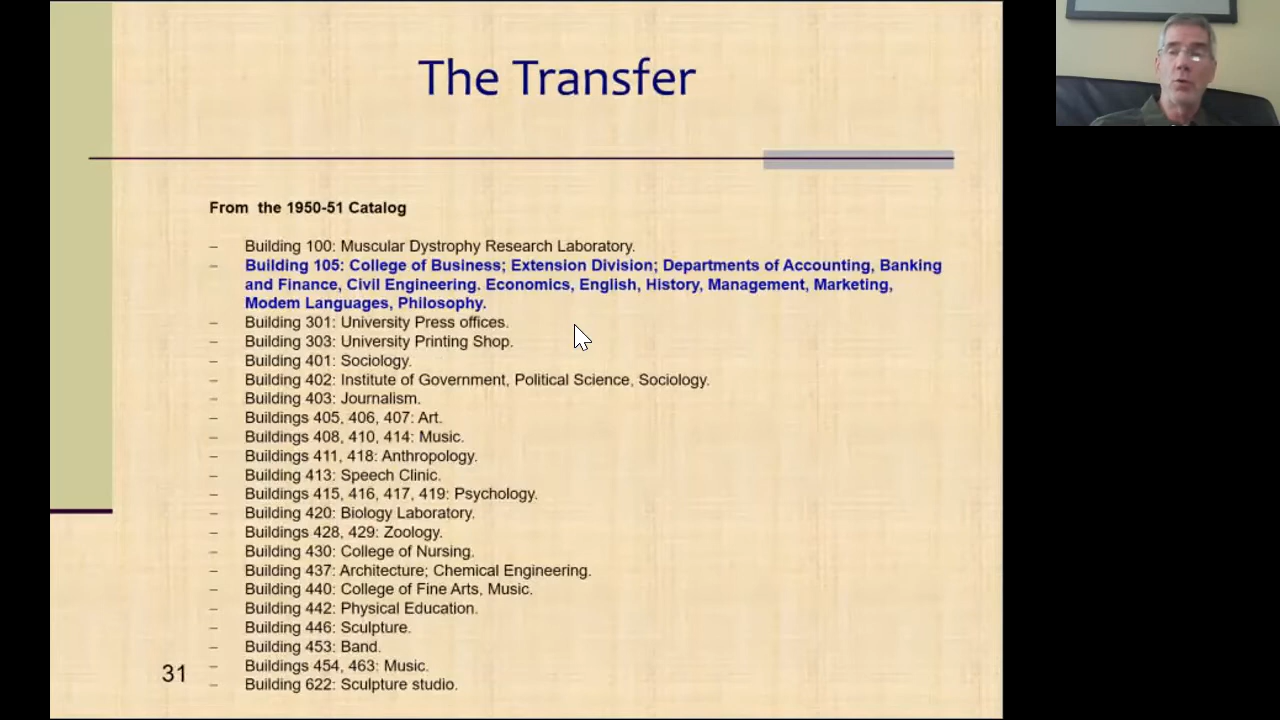 The Transfer
From the 1950-51 Catalog
– Building 100: Muscular Dystrophy Research Laboratory.
– Building 105: College of Business; Extension Division; Departments of Accounting, Banking
and Finance, Civil Engineering. Economics, English, History, Management, Marketing,
Modem Languages, Philosophy.
– Building 301: University Press offices.
– Building 303: University Printing Shop.
– Building 401: Sociology.
– Building 402: Institute of Government, Political Science, Sociology.
– Building 403: Journalism.
– Buildings 405, 406, 407: Art.
– Buildings 408, 410, 414: Music.
– Buildings 411, 418: Anthropology.
– Building 413: Speech Clinic.
– Buildings 415, 416, 417, 419: Psychology.
– Building 420: Biology Laboratory.
– Buildings 428, 429: Zoology.
– Building 430: College of Nursing.
– Building 437: Architecture; Chemical Engineering.
– Building 440: College of Fine Arts, Music.
– Building 442: Physical Education.
– Building 446: Sculpture.
– Building 453: Band.
– Buildings 454, 463: Music.
– Building 622: Sculpture studio.
31